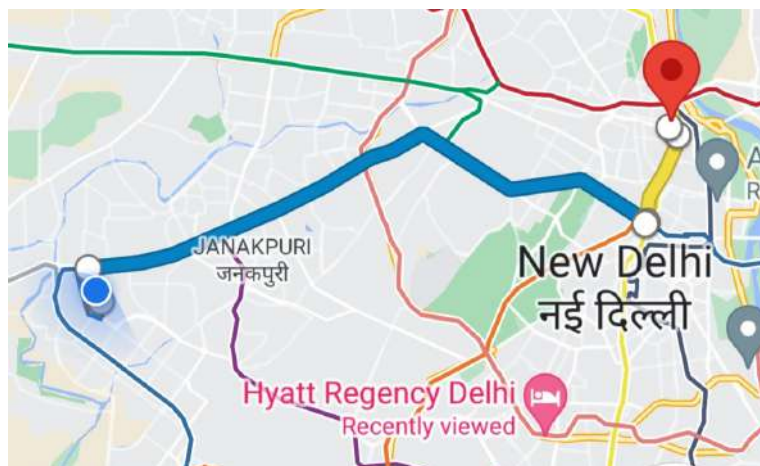 A
R
JANAKPURI
जनकपुरी
New Delhi
नई दिल्ली
Hyatt Regency Delhi
Recently viewed